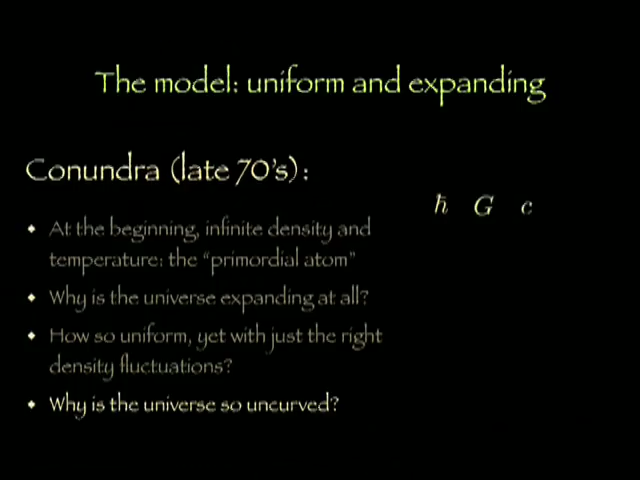 The model: uniform and expanding
Conundra (late 70's):
ħ G c
• At the beginning, infinite density and
temperature: the "primordial atom"
• Why is the universe expanding at all?
• How so uniform, yet with just the right
density fluctuations?
• Why is the universe so uncurved?